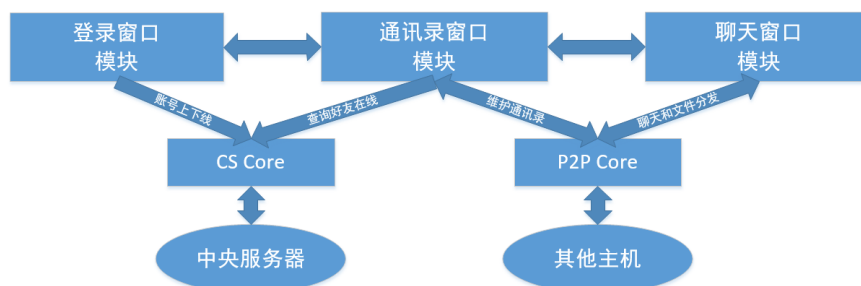 登录窗口
模块
通讯录窗口
模块
聊天窗口
模块
账号上下线
查询好友在线
维护通讯录
聊天和文件分发
CS Core
P2P Core
中央服务器
其他主机